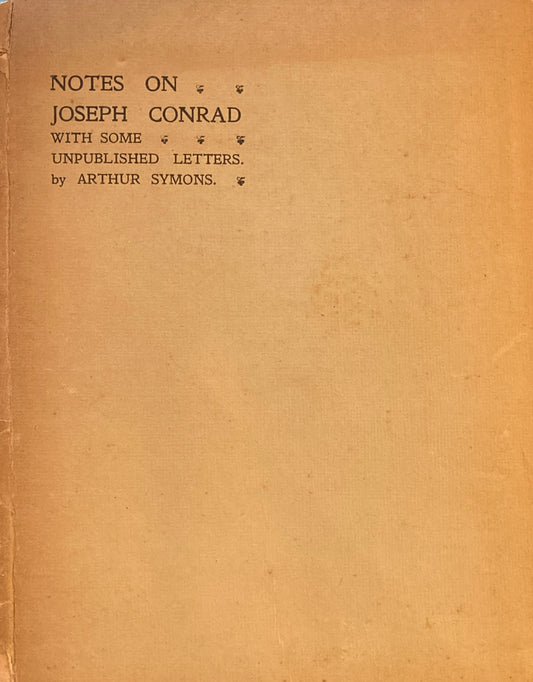 NOTES ON
JOSEPH CONRAD
WITH SOME
UNPUBLISHED LETTERS.
by ARTHUR SYMONS.